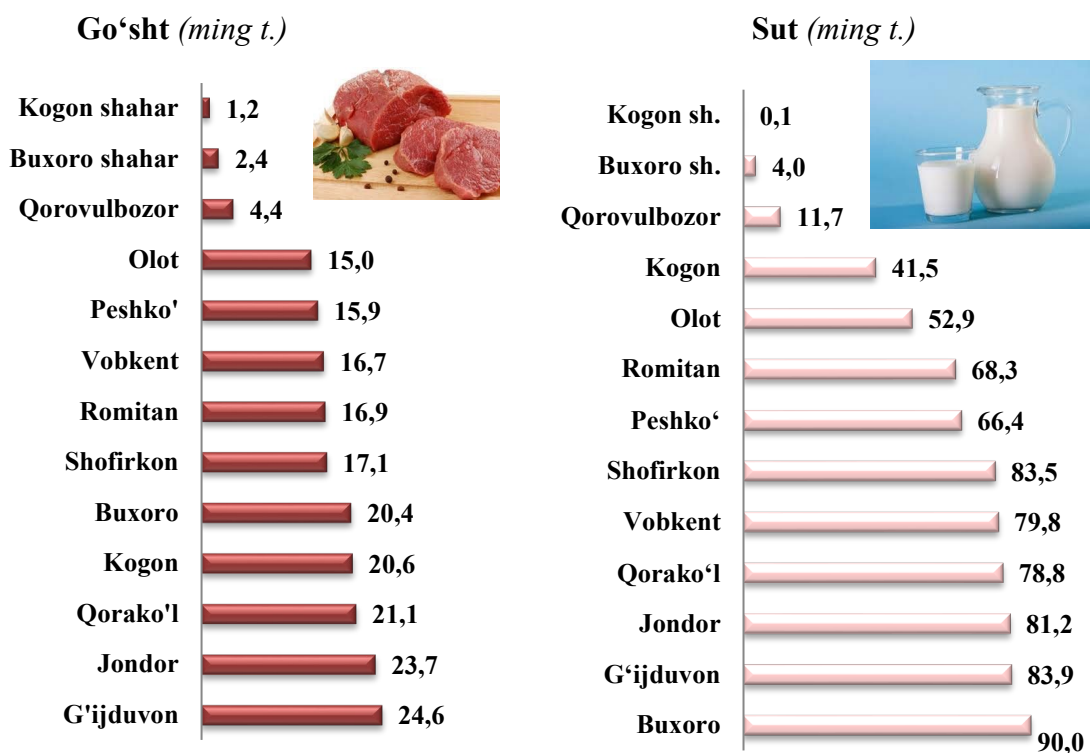 Go‘sht (ming t.)
Kogon shahar 1,2
Buxoro shahar 2,4
Qorovulbozor 4,4
Olot 15,0
Peshko' 15,9
Vobkent 16,7
Romitan 16,9
Shofirkon 17,1
Buxoro 20,4
Kogon 20,6
Qorako'l 21,1
Jondor 23,7
G'ijduvon 24,6
Sut (ming t.)
Kogon sh. 0,1
Buxoro sh. 4,0
Qorovulbozor 11,7
Kogon 41,5
Olot 52,9
Romitan 68,3
Peshko‘ 66,4
Shofirkon 83,5
Vobkent 79,8
Qorako‘l 78,8
Jondor 81,2
G‘ijduvon 83,9
Buxoro 90,0